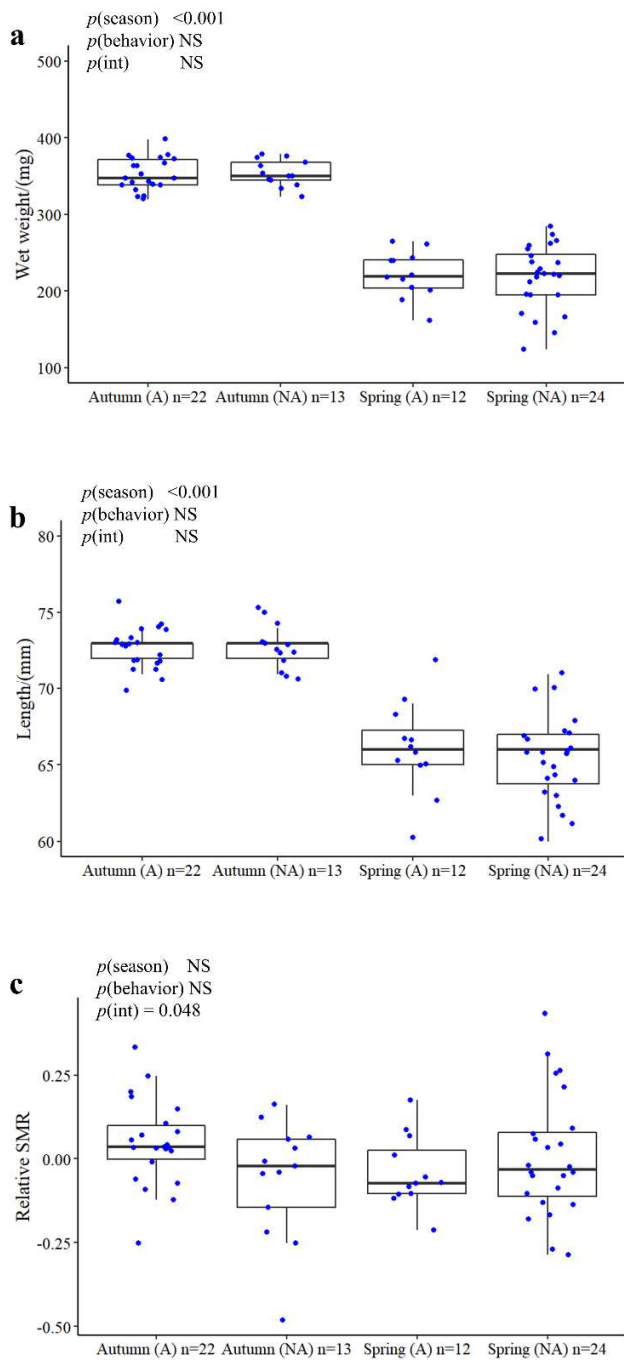 a
p(season) <0.001
p(behavior) NS
p(int) NS
Wet weight/(mg)
500
400
300
200
100
Autumn (A) n=22 Autumn (NA) n=13 Spring (A) n=12 Spring (NA) n=24
b
p(season) <0.001
p(behavior) NS
p(int) NS
Length/(mm)
80
75
70
65
60
Autumn (A) n=22 Autumn (NA) n=13 Spring (A) n=12 Spring (NA) n=24
c
p(season) NS
p(behavior) NS
p(int) = 0.048
Relative SMR
0.25
0.00
-0.25
-0.50
Autumn (A) n=22 Autumn (NA) n=13 Spring (A) n=12 Spring (NA) n=24